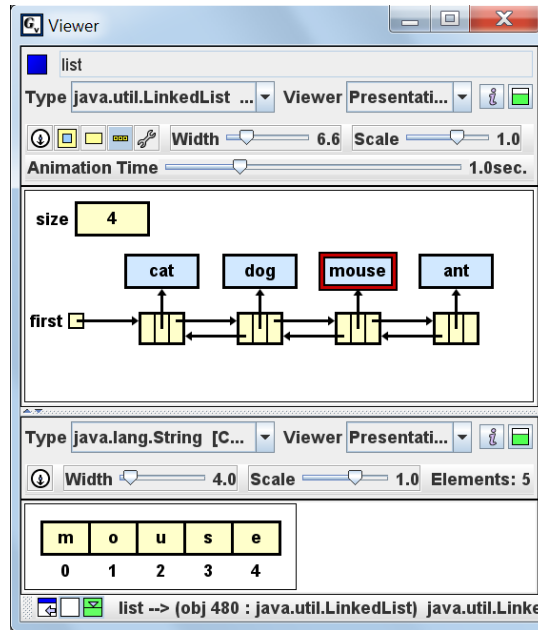 Viewer
list
Type java.util.LinkedList ... Viewer Presentati...
Width 6.6 Scale 1.0
Animation Time 1.0sec.
size 4
cat dog mouse ant
first
Type java.lang.String [C... Viewer Presentati...
Width 4.0 Scale 1.0 Elements: 5
m o u s e
0 1 2 3 4
list --> (obj 480 : java.util.LinkedList) java.util.Linke